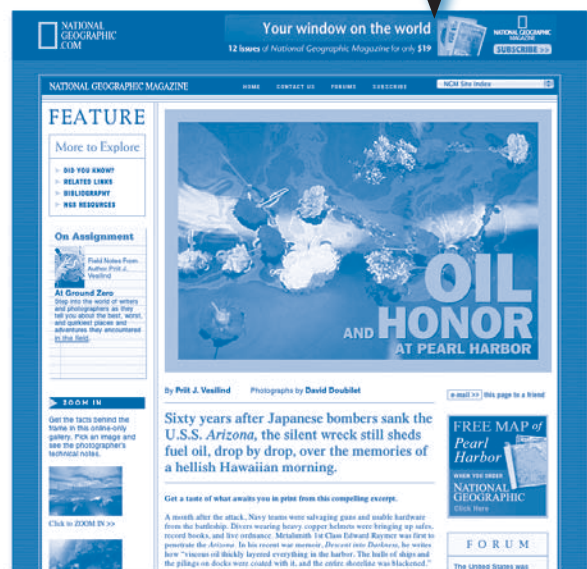 NATIONAL
GEOGRAPHIC
.COM
Your window on the world
12 Issues of National Geographic Magazine for only $19
NATIONAL GEOGRAPHIC
MAGAZINE
SUBSCRIBE >>
NATIONAL GEOGRAPHIC MAGAZINE
HOME
CONTACT US
FORUMS
SUBSCRIBE
NGM Site Index
FEATURE
More to Explore
DID YOU KNOW?
RELATED LINKS
BIBLIOGRAPHY
NGS RESOURCES
On Assignment
Field Notes From
Author Priit J.
Vesilind
At Ground Zero
Step into the world of writers
and photographers as they
tell you about the best, worst,
and quirkiest places and
adventures they encountered
in the field.
ZOOM IN
Get the facts behind the
frame in this online-only
gallery. Pick an image and
see the photographer's
technical notes.
Click to ZOOM IN >>
OIL
AND HONOR
AT PEARL HARBOR
By Priit J. Vesilind Photographs by David Doubilet
Sixty years after Japanese bombers sank the
U.S.S. Arizona, the silent wreck still sheds
fuel oil, drop by drop, over the memories of
a hellish Hawaiian morning.
Get a taste of what awaits you in print from this compelling excerpt.
A month after the attack, Navy teams were salvaging guns and usable hardware
from the battleship. Divers wearing heavy copper helmets were bringing up safes,
record books, and live ordnance. Metalsmith 1st Class Edward Raymer was first to
penetrate the Arizona. In his recent war memoir, Descent into Darkness, he writes
how "viscous oil thickly layered everything in the harbor. The hulls of ships and
the pilings on docks were coated with it, and the entire shoreline was blackened."
e-mail >> this page to a friend
FREE MAP of
Pearl
Harbor
WHEN YOU ORDER
NATIONAL
GEOGRAPHIC
Click Here
FORUM
The United States was